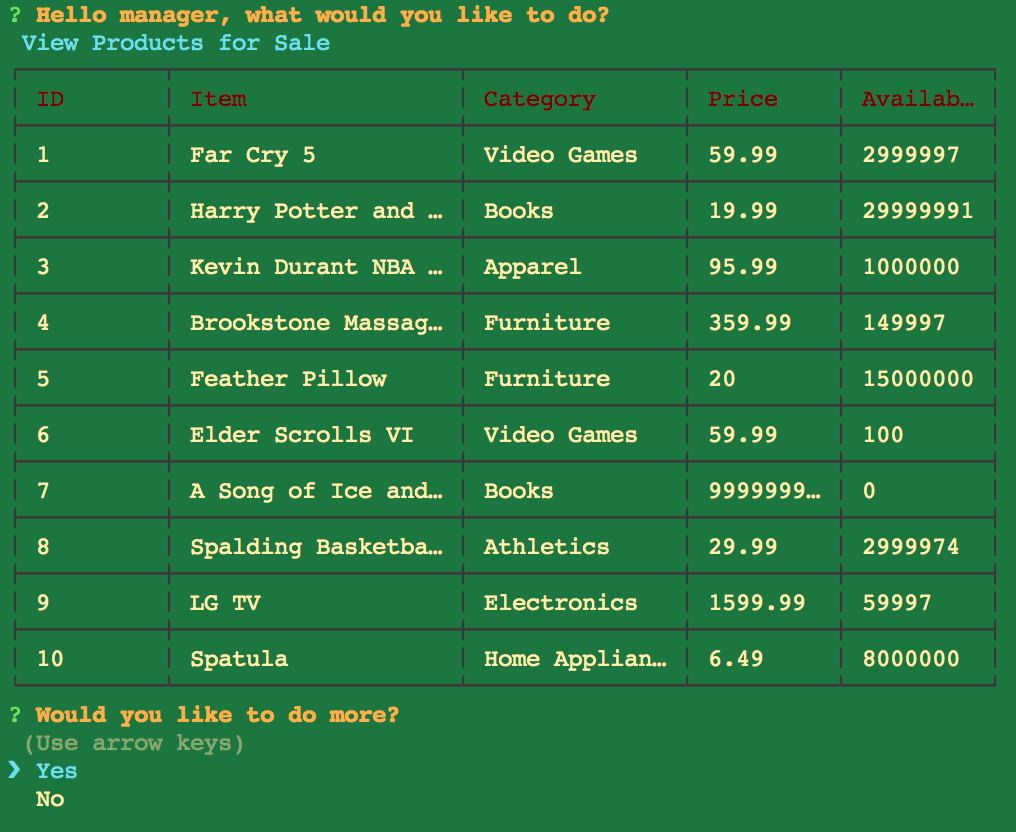 ? Hello manager, what would you like to do?
View Products for Sale
ID Item Category Price Availab…
1 Far Cry 5 Video Games 59.99 2999997
2 Harry Potter and … Books 19.99 29999991
3 Kevin Durant NBA … Apparel 95.99 1000000
4 Brookstone Massag… Furniture 359.99 149997
5 Feather Pillow Furniture 20 15000000
6 Elder Scrolls VI Video Games 59.99 100
7 A Song of Ice and… Books 9999999… 0
8 Spalding Basketba… Athletics 29.99 2999974
9 LG TV Electronics 1599.99 59997
10 Spatula Home Applian… 6.49 8000000
? Would you like to do more?
(Use arrow keys)
❯ Yes
No